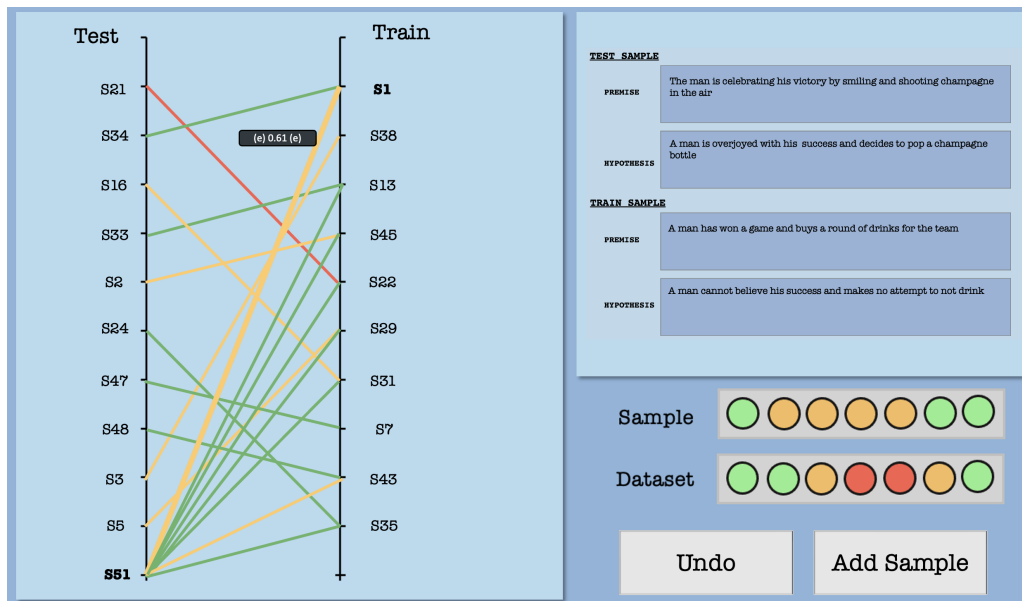 Test
Train
S21
S34
S16
S33
S2
S24
S47
S48
S3
S5
S51
S1
S38
S13
S45
S22
S29
S31
S7
S43
S35
(e) 0.61 (e)
TEST SAMPLE
PREMISE
The man is celebrating his victory by smiling and shooting champagne
in the air
HYPOTHESIS
A man is overjoyed with his success and decides to pop a champagne
bottle
TRAIN SAMPLE
PREMISE
A man has won a game and buys a round of drinks for the team
HYPOTHESIS
A man cannot believe his success and makes no attempt to not drink
Sample
Dataset
Undo
Add Sample